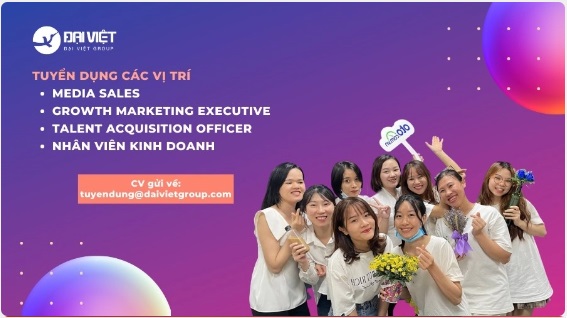 ĐẠI VIỆT
ĐẠI VIỆT GROUP
TUYỂN DỤNG CÁC VỊ TRÍ
MEDIA SALES
GROWTH MARKETING EXECUTIVE
TALENT ACQUISITION OFFICER
NHÂN VIÊN KINH DOANH
CV gửi về:
tuyendung@daivietgroup.com